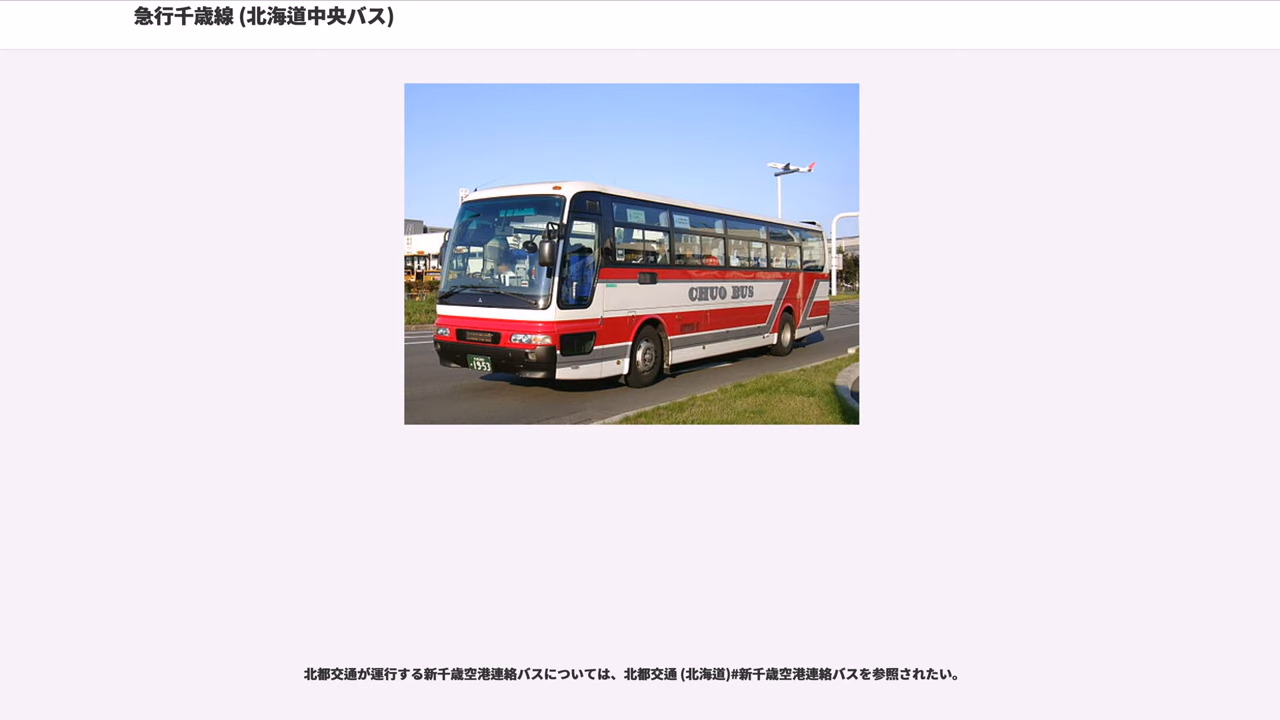 急行千歳線 (北海道中央バス)
CHUO BUS
1953
北都交通が運行する新千歳空港連絡バスについては、北都交通 (北海道)#新千歳空港連絡バスを参照されたい。